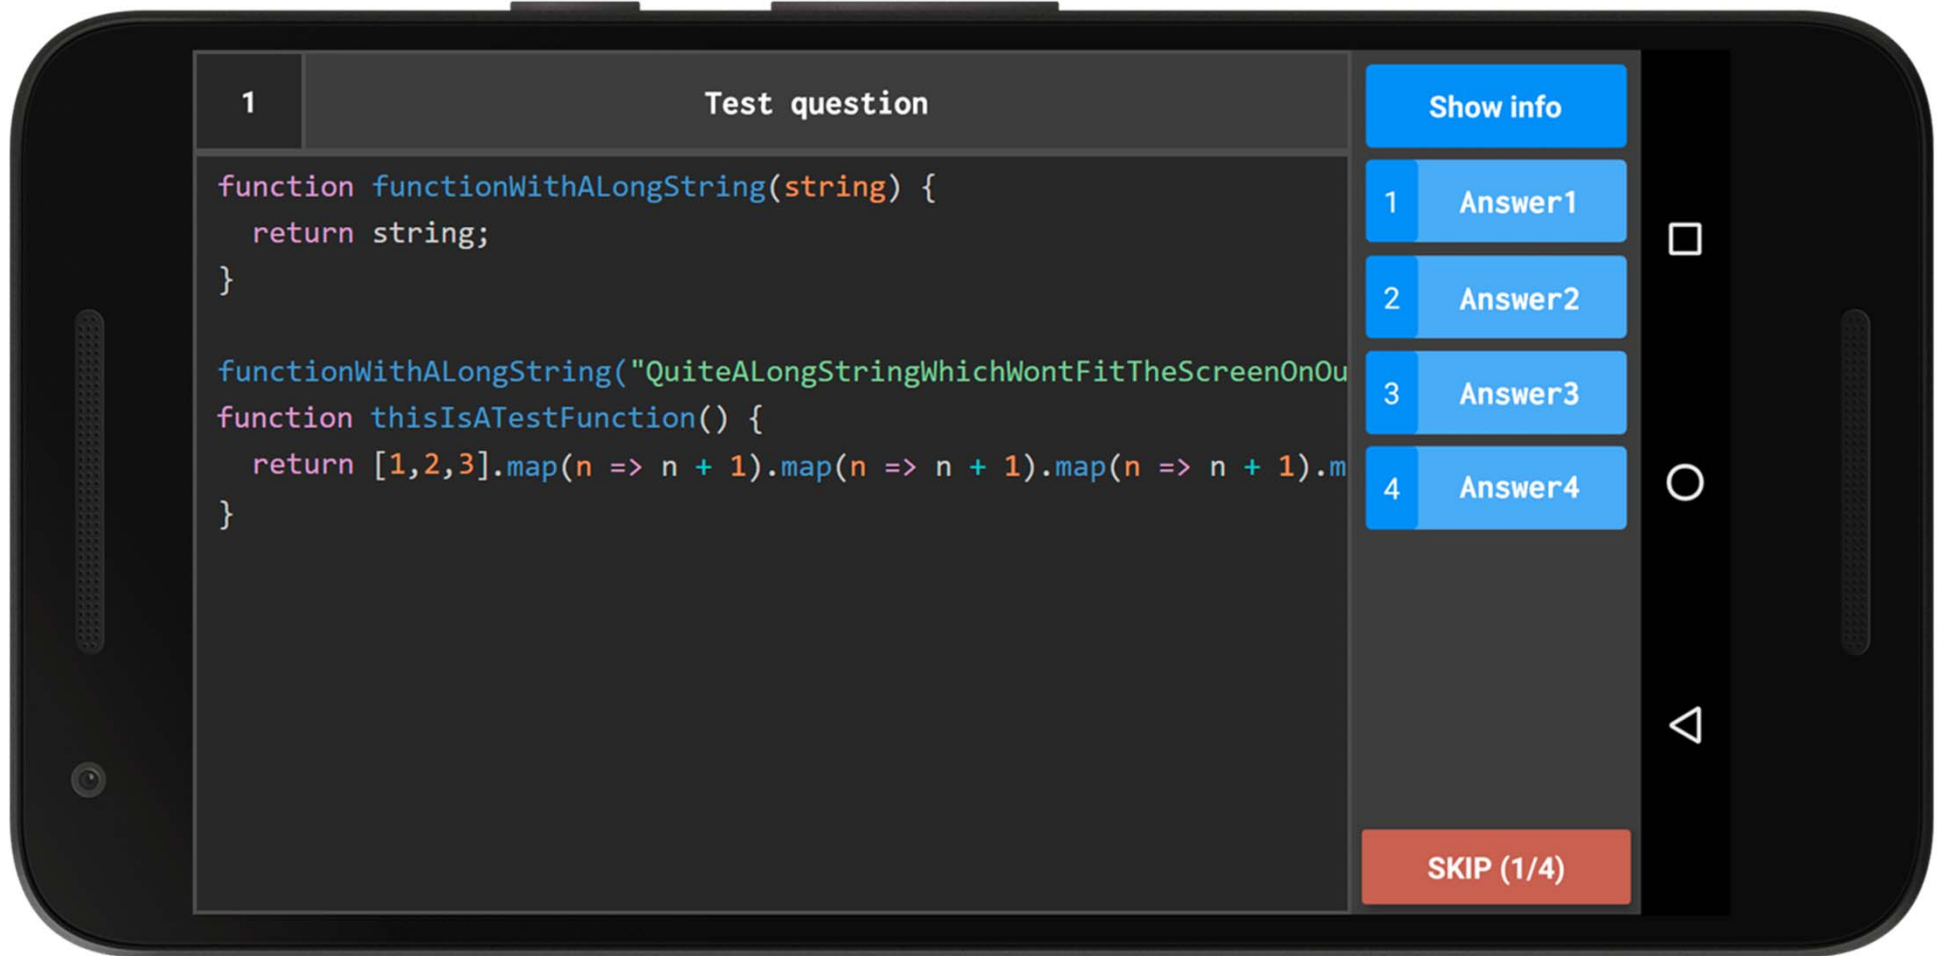 1
Test question
function functionWithALongString(string) {
  return string;
}
functionWithALongString("QuiteALongStringWhichWontFitTheScreenOnOu
function thisIsATestFunction() {
  return [1,2,3].map(n => n + 1).map(n => n + 1).map(n => n + 1).m
}
Show info
1 Answer1
2 Answer2
3 Answer3
4 Answer4
SKIP (1/4)